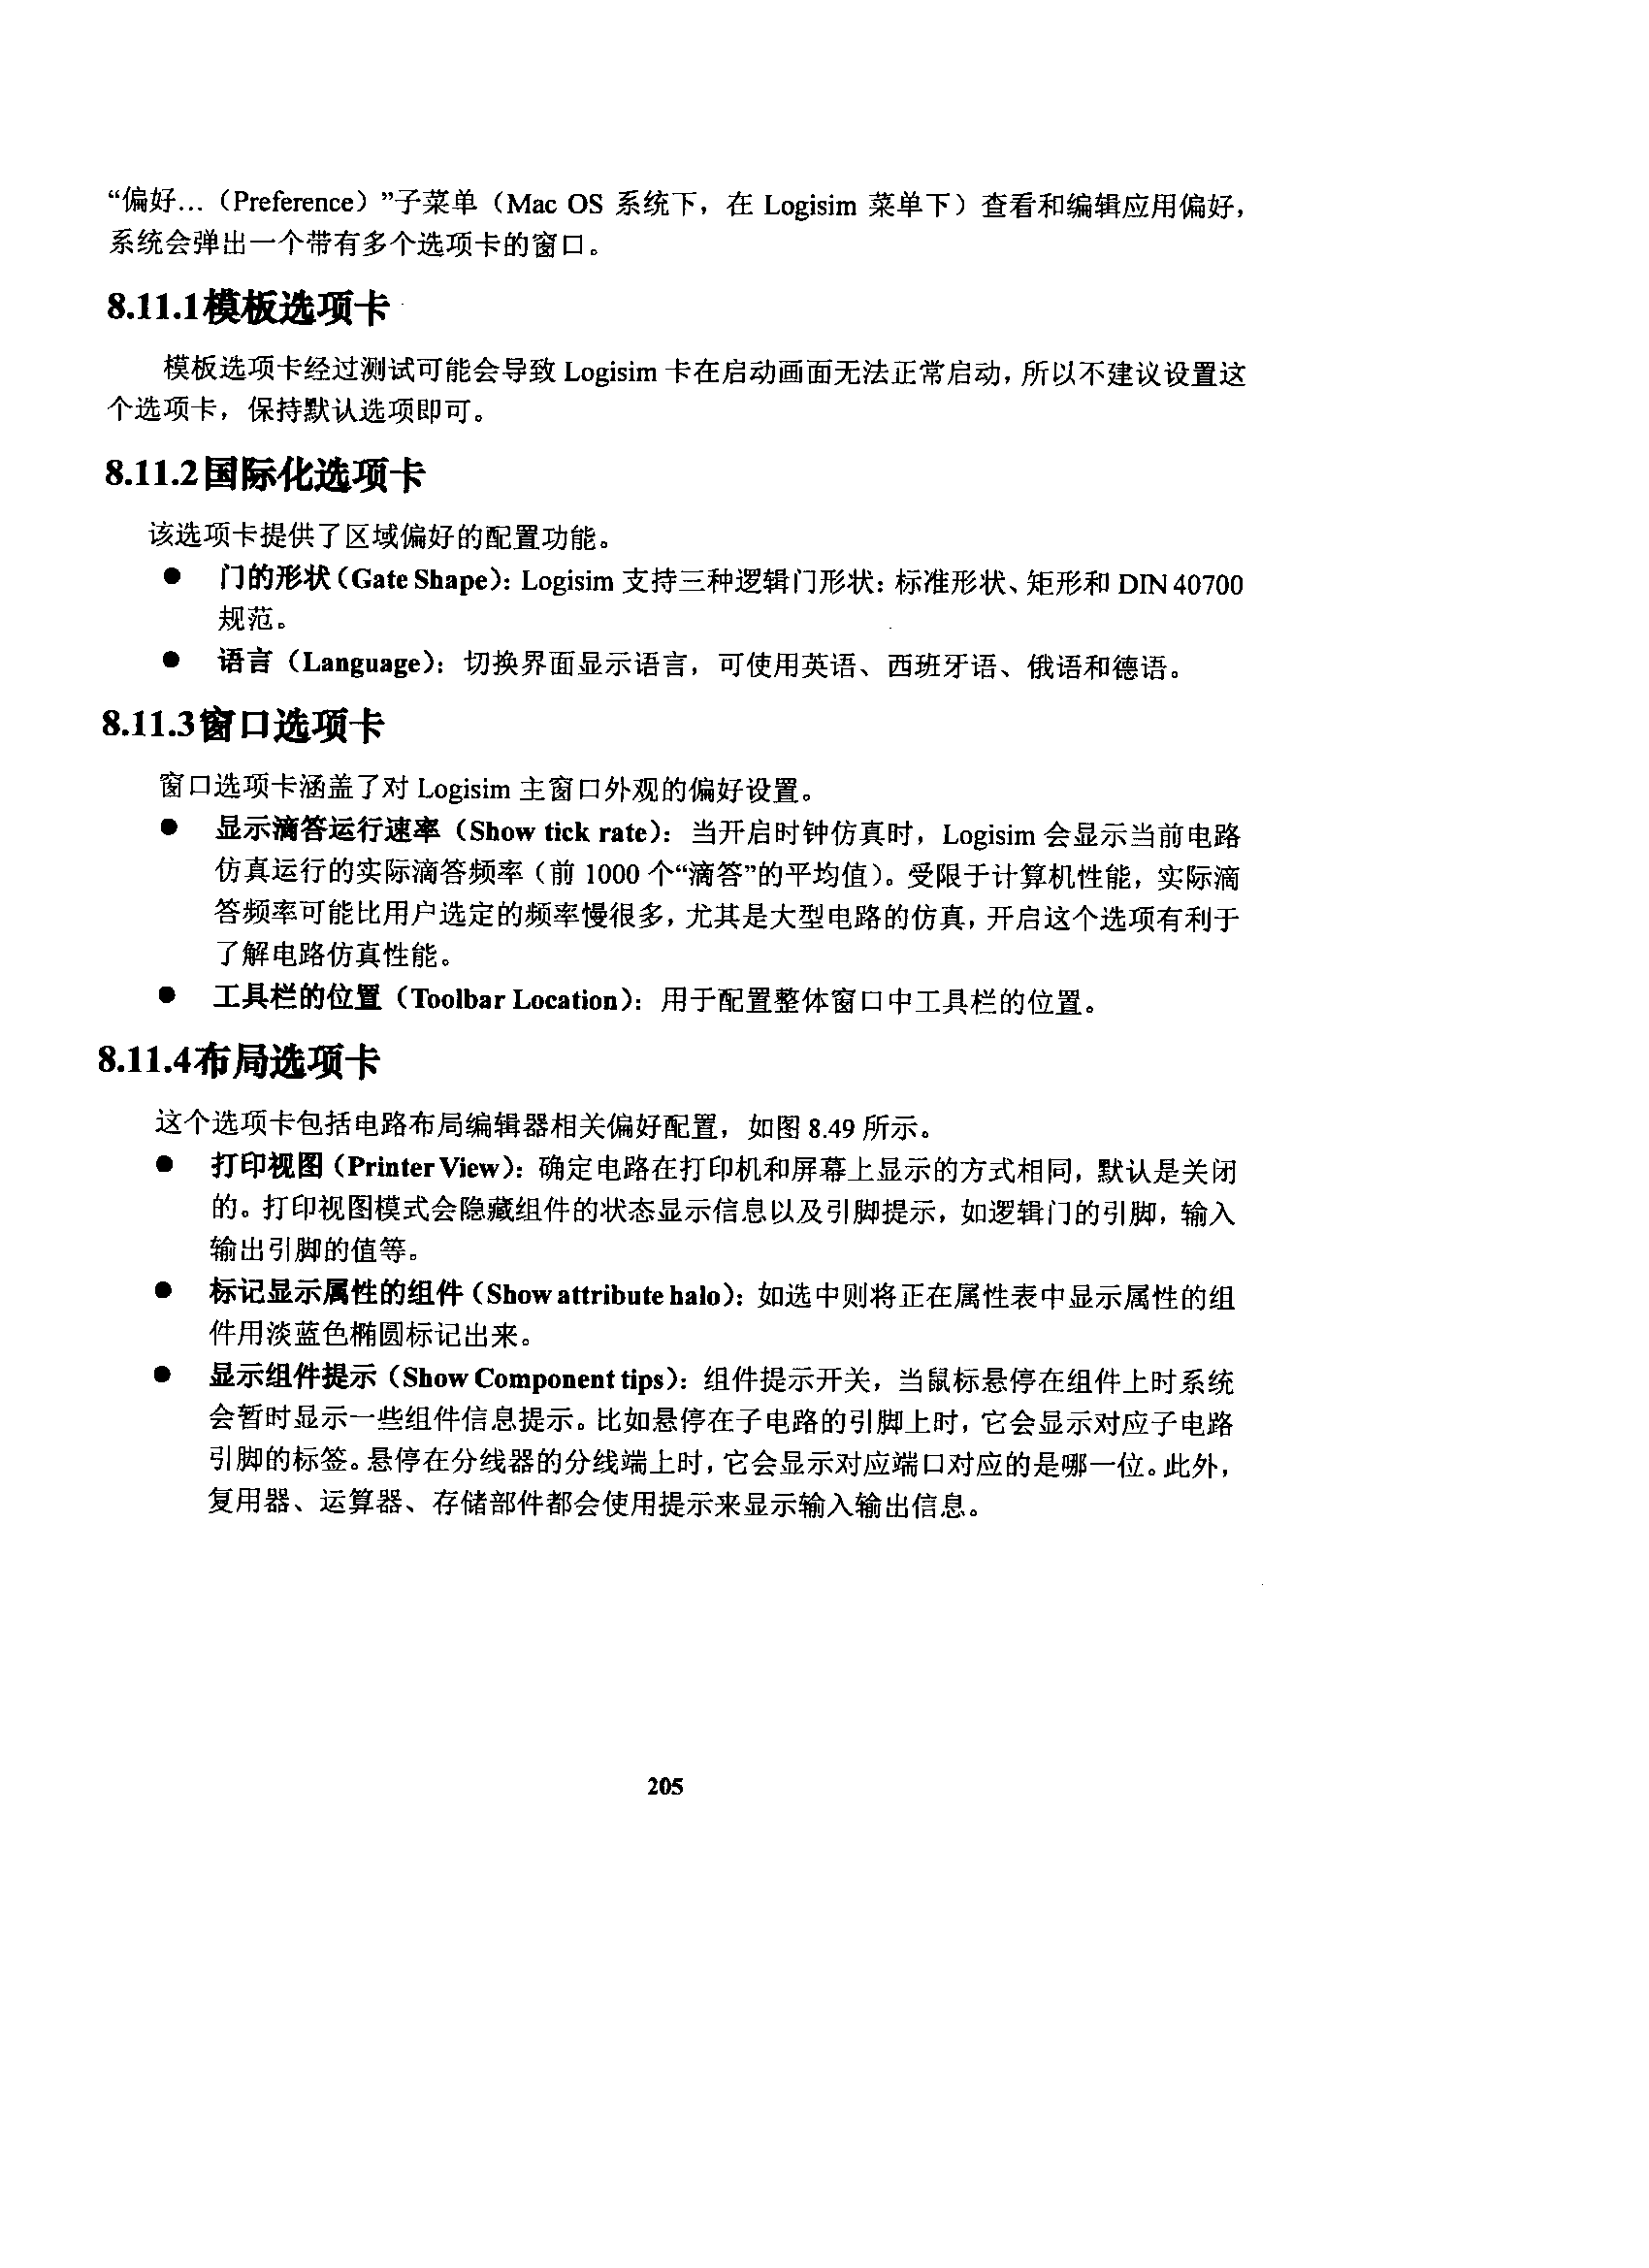 “偏好…（Preference）”子菜单（Mac OS 系统下，在 Logisim 菜单下）查看和编辑应用偏好，
系统会弹出一个带有多个选项卡的窗口。
8.11.1模板选项卡
模板选项卡经过测试可能会导致 Logisim 卡在启动画面无法正常启动，所以不建议设置这
个选项卡，保持默认选项即可。
8.11.2国际化选项卡
该选项卡提供了区域偏好的配置功能。
● 门的形状（Gate Shape）：Logisim 支持三种逻辑门形状：标准形状、矩形和 DIN 40700
规范。
● 语言（Language）：切换界面显示语言，可使用英语、西班牙语、俄语和德语。
8.11.3窗口选项卡
窗口选项卡涵盖了对 Logisim 主窗口外观的偏好设置。
● 显示滴答运行速率（Show tick rate）：当开启时钟仿真时，Logisim 会显示当前电路
仿真运行的实际滴答频率（前 1000 个“滴答”的平均值）。受限于计算机性能，实际滴
答频率可能比用户选定的频率慢很多，尤其是大型电路的仿真，开启这个选项有利于
了解电路仿真性能。
● 工具栏的位置（Toolbar Location）：用于配置整体窗口中工具栏的位置。
8.11.4布局选项卡
这个选项卡包括电路布局编辑器相关偏好配置，如图 8.49 所示。
● 打印视图（Printer View）：确定电路在打印机和屏幕上显示的方式相同，默认是关闭
的。打印视图模式会隐藏组件的状态显示信息以及引脚提示，如逻辑门的引脚，输入
输出引脚的值等。
● 标记显示属性的组件（Show attribute halo）：如选中则将正在属性表中显示属性的组
件用淡蓝色椭圆标记出来。
● 显示组件提示（Show Component tips）：组件提示开关，当鼠标悬停在组件上时系统
会暂时显示一些组件信息提示。比如悬停在子电路的引脚上时，它会显示对应子电路
引脚的标签。悬停在分线器的分线端上时，它会显示对应端口对应的是哪一位。此外，
复用器、运算器、存储部件都会使用提示来显示输入输出信息。
205